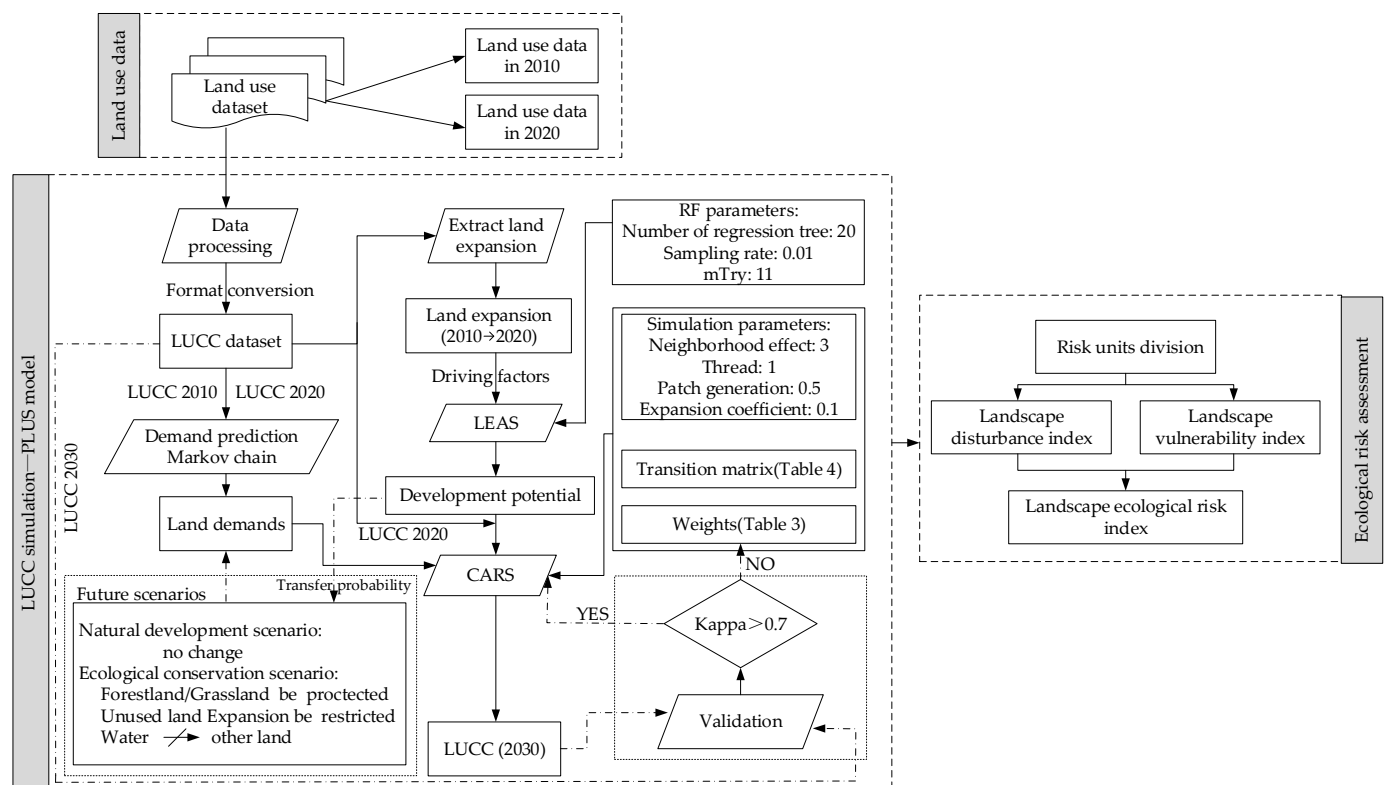 Land use data
Land use dataset
Land use data
in 2010
Land use data
in 2020
LUCC simulation—PLUS model
Data
processing
Format conversion
LUCC dataset
LUCC 2010
LUCC 2020
Demand prediction
Markov chain
Land demands
LUCC 2030
Extract land
expansion
Land expansion
(2010→2020)
Driving factors
LEAS
Development potential
LUCC 2020
CARS
LUCC (2030)
RF parameters:
Number of regression tree: 20
Sampling rate: 0.01
mTry: 11
Simulation parameters:
Neighborhood effect: 3
Thread: 1
Patch generation: 0.5
Expansion coefficient: 0.1
Transition matrix(Table 4)
Weights(Table 3)
NO
YES
Kappa＞0.7
Validation
Transfer probability
Future scenarios
Natural development scenario:
no change
Ecological conservation scenario:
Forestland/Grassland be proctected
Unused land Expansion be restricted
Water other land
Risk units division
Landscape
disturbance index
Landscape
vulnerability index
Landscape ecological risk
index
Ecological risk assessment